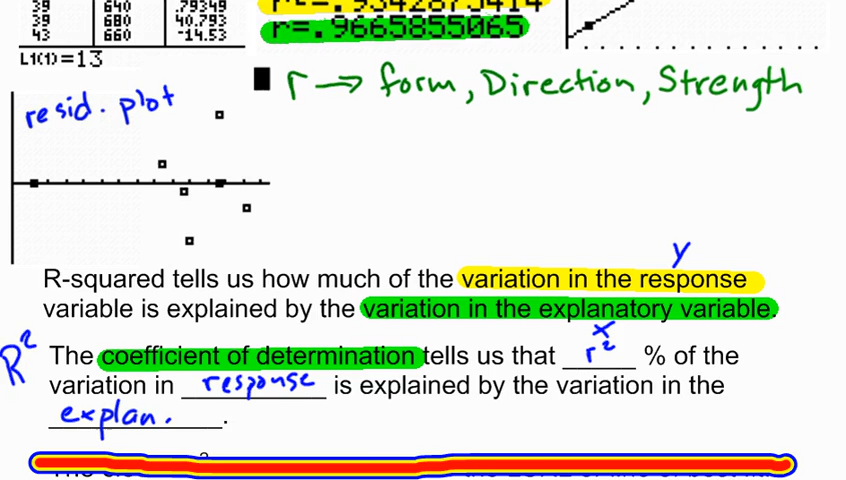 39 640 .79349
39 680 40.793
43 660 -14.53
L1(1)=13
r²=.9342875414
r=.9665855065
r → form, Direction, Strength
resid. plot
y
R-squared tells us how much of the variation in the response
variable is explained by the variation in the explanatory variable.
x
R² The coefficient of determination tells us that r² % of the
variation in response is explained by the variation in the
explan.